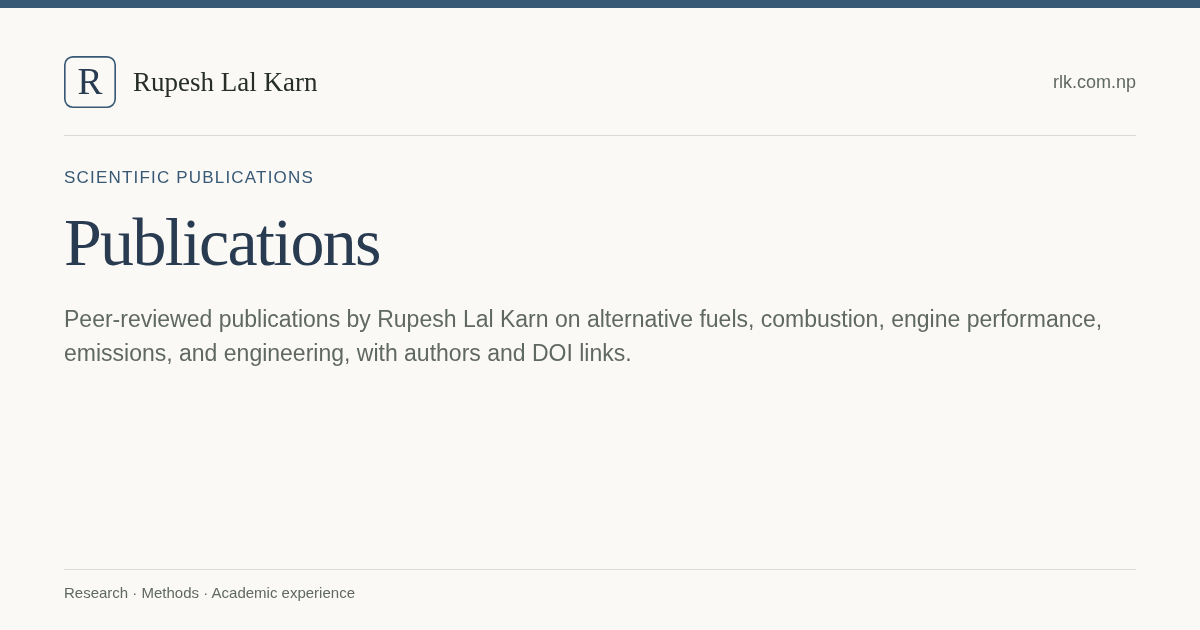 R
Rupesh Lal Karn
rlk.com.np
SCIENTIFIC PUBLICATIONS
Publications
Peer-reviewed publications by Rupesh Lal Karn on alternative fuels, combustion, engine performance,
emissions, and engineering, with authors and DOI links.
Research · Methods · Academic experience